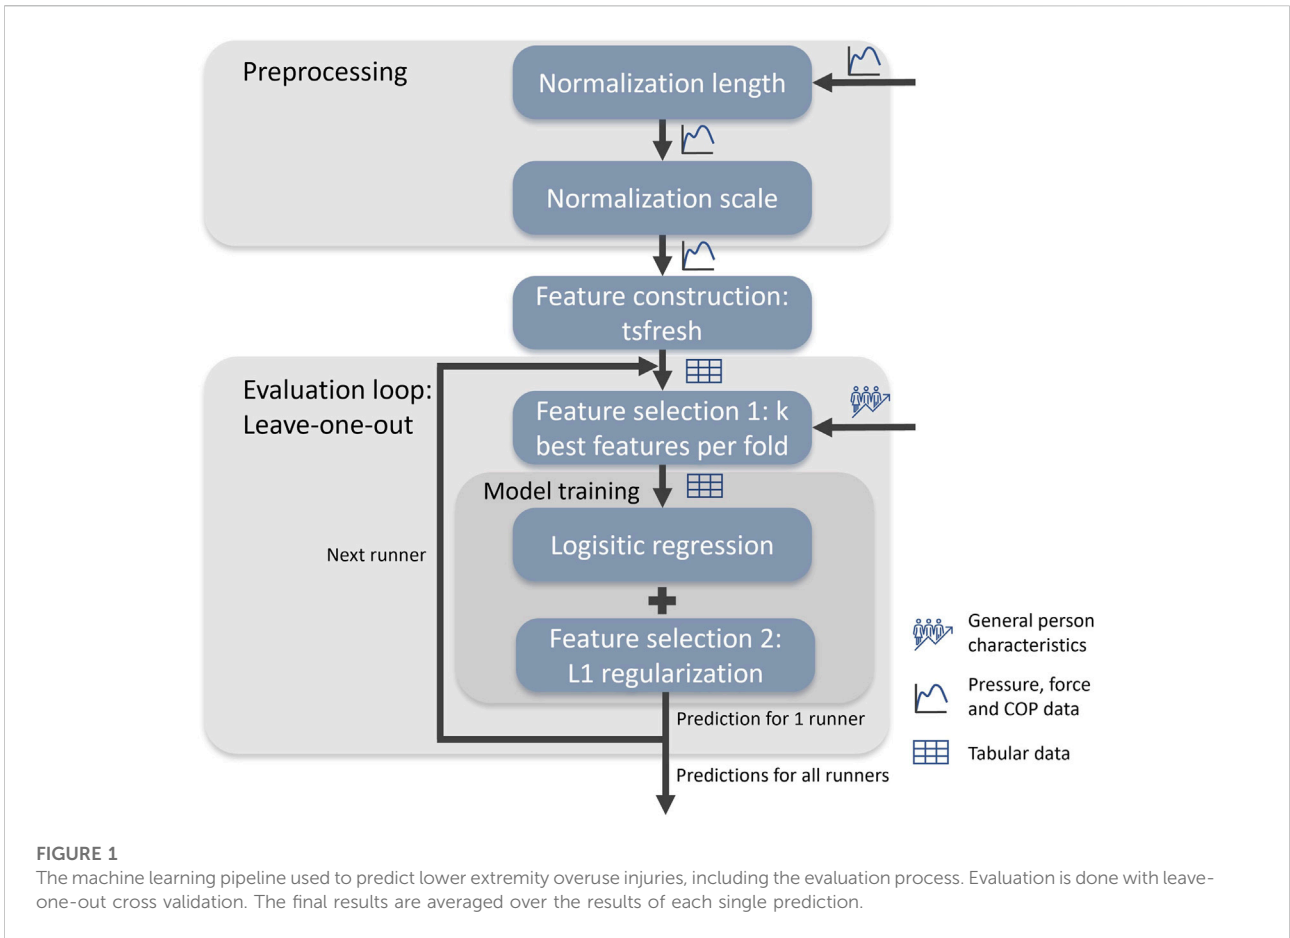 Preprocessing
Normalization length
Normalization scale
Feature construction:
tsfresh
Evaluation loop:
Leave-one-out
Feature selection 1: k
best features per fold
Model training
Logisitic regression
Next runner
Feature selection 2:
L1 regularization
Prediction for 1 runner
Predictions for all runners
General person
characteristics
Pressure, force
and COP data
Tabular data
FIGURE 1
The machine learning pipeline used to predict lower extremity overuse injuries, including the evaluation process. Evaluation is done with leave-
one-out cross validation. The final results are averaged over the results of each single prediction.